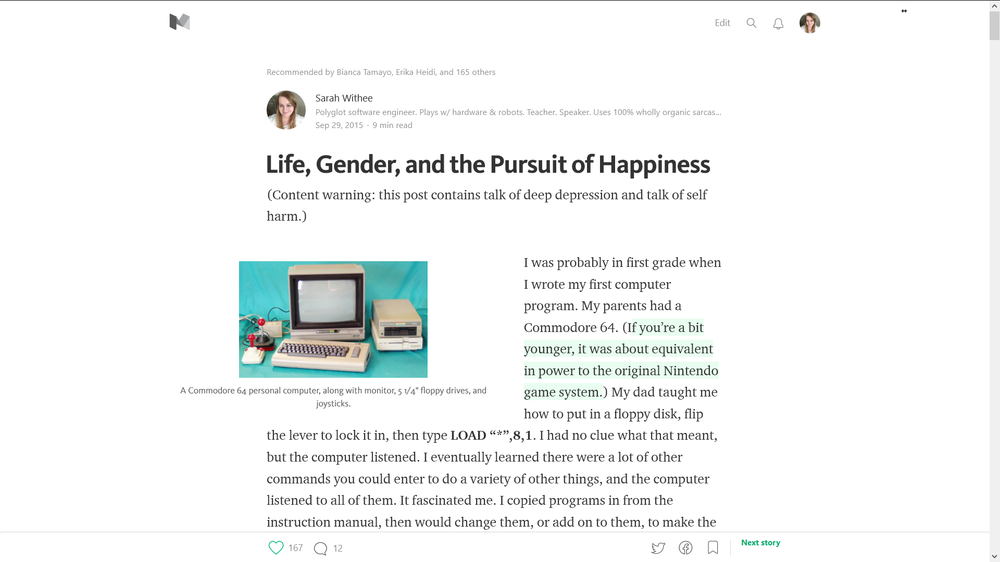 Edit
Recommended by Bianca Tamayo, Erika Heidi, and 165 others
Sarah Withee
Polyglot software engineer. Plays w/ hardware & robots. Teacher. Speaker. Uses 100% wholly organic sarcas...
Sep 29, 2015 · 9 min read
Life, Gender, and the Pursuit of Happiness
(Content warning: this post contains talk of deep depression and talk of self
harm.)
A Commodore 64 personal computer, along with monitor, 5 1/4" floppy drives, and
joysticks.
I was probably in first grade when
I wrote my first computer
program. My parents had a
Commodore 64. (If you’re a bit
younger, it was about equivalent
in power to the original Nintendo
game system.) My dad taught me
how to put in a floppy disk, flip
the lever to lock it in, then type LOAD “*”,8,1. I had no clue what that meant,
but the computer listened. I eventually learned there were a lot of other
commands you could enter to do a variety of other things, and the computer
listened to all of them. It fascinated me. I copied programs in from the
instruction manual, then would change them, or add on to them, to make the
167
12
Next story